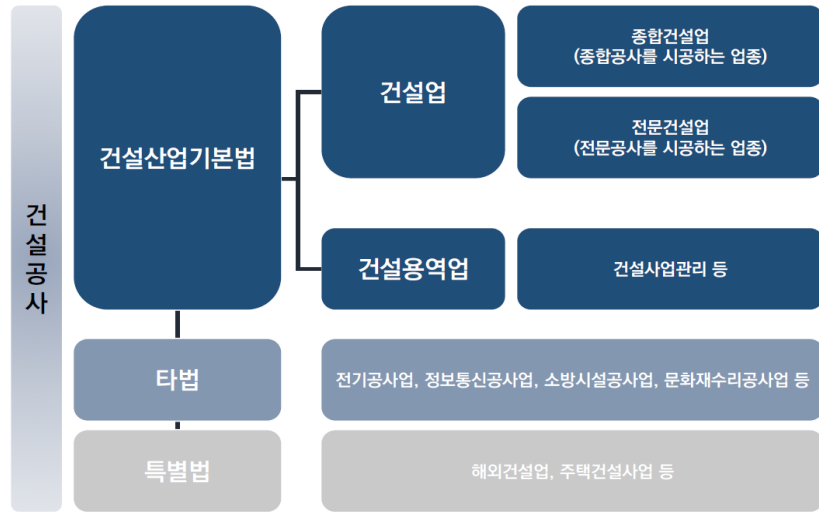 건설공사
건설산업기본법
건설업
종합건설업
(종합공사를 시공하는 업종)
전문건설업
(전문공사를 시공하는 업종)
건설용역업
건설사업관리 등
타법
전기공사업, 정보통신공사업, 소방시설공사업, 문화재수리공사업 등
특별법
해외건설업, 주택건설사업 등